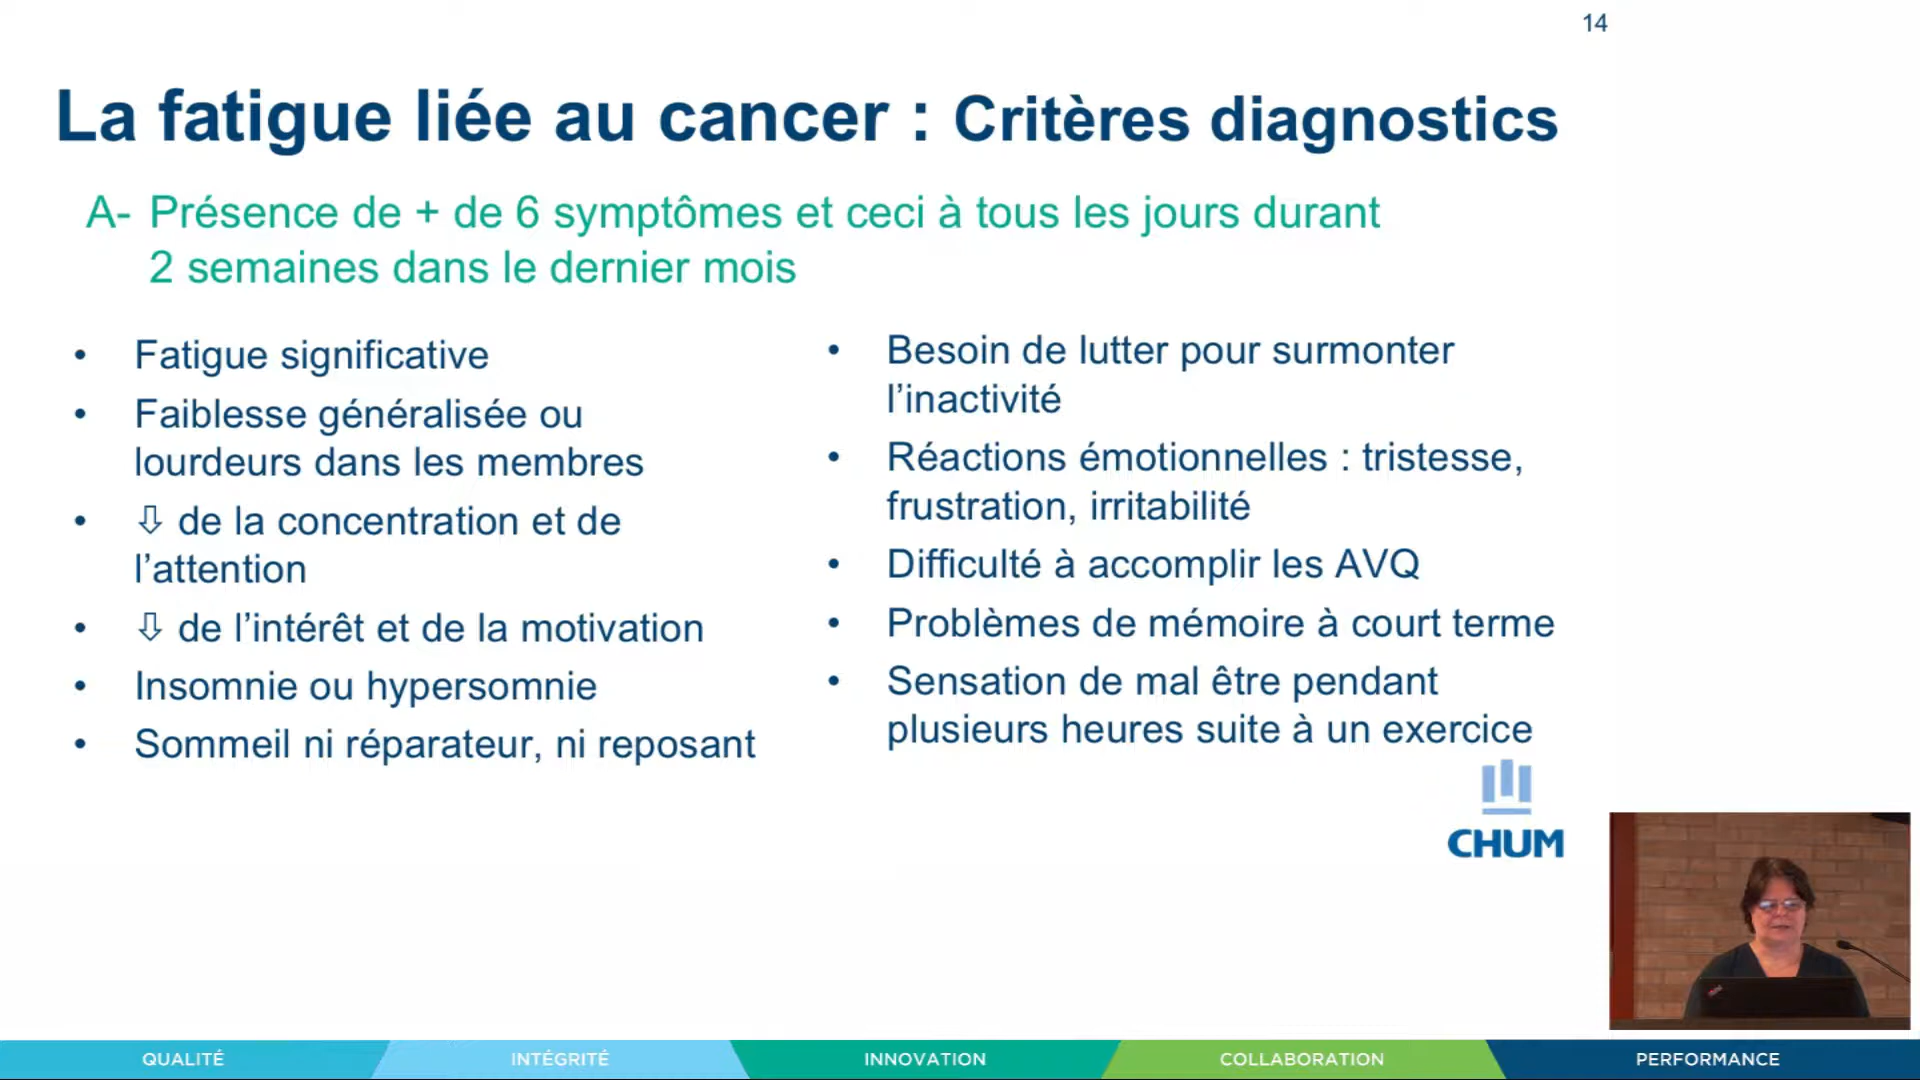 14
La fatigue liée au cancer : Critères diagnostics
A- Présence de + de 6 symptômes et ceci à tous les jours durant
2 semaines dans le dernier mois
• Fatigue significative
• Faiblesse généralisée ou
lourdeurs dans les membres
• ⇩ de la concentration et de
l’attention
• ⇩ de l’intérêt et de la motivation
• Insomnie ou hypersomnie
• Sommeil ni réparateur, ni reposant
• Besoin de lutter pour surmonter
l’inactivité
• Réactions émotionnelles : tristesse,
frustration, irritabilité
• Difficulté à accomplir les AVQ
• Problèmes de mémoire à court terme
• Sensation de mal être pendant
plusieurs heures suite à un exercice
CHUM
QUALITÉ INTÉGRITÉ INNOVATION COLLABORATION PERFORMANCE